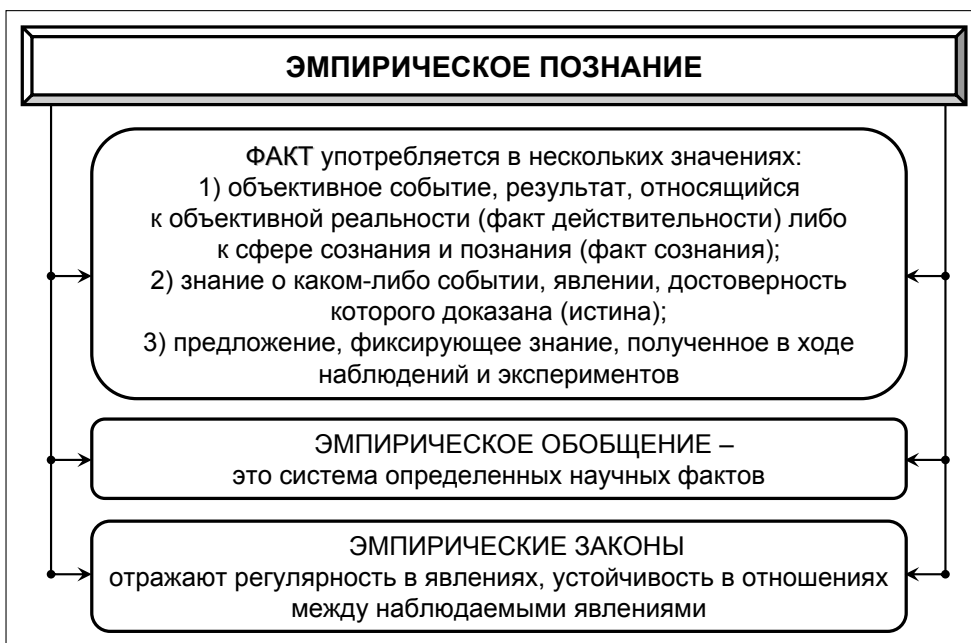 ЭМПИРИЧЕСКОЕ ПОЗНАНИЕ
ФАКТ употребляется в нескольких значениях:
1) объективное событие, результат, относящийся
к объективной реальности (факт действительности) либо
к сфере сознания и познания (факт сознания);
2) знание о каком-либо событии, явлении, достоверность
которого доказана (истина);
3) предложение, фиксирующее знание, полученное в ходе
наблюдений и экспериментов
ЭМПИРИЧЕСКОЕ ОБОБЩЕНИЕ –
это система определенных научных фактов
ЭМПИРИЧЕСКИЕ ЗАКОНЫ
отражают регулярность в явлениях, устойчивость в отношениях
между наблюдаемыми явлениями